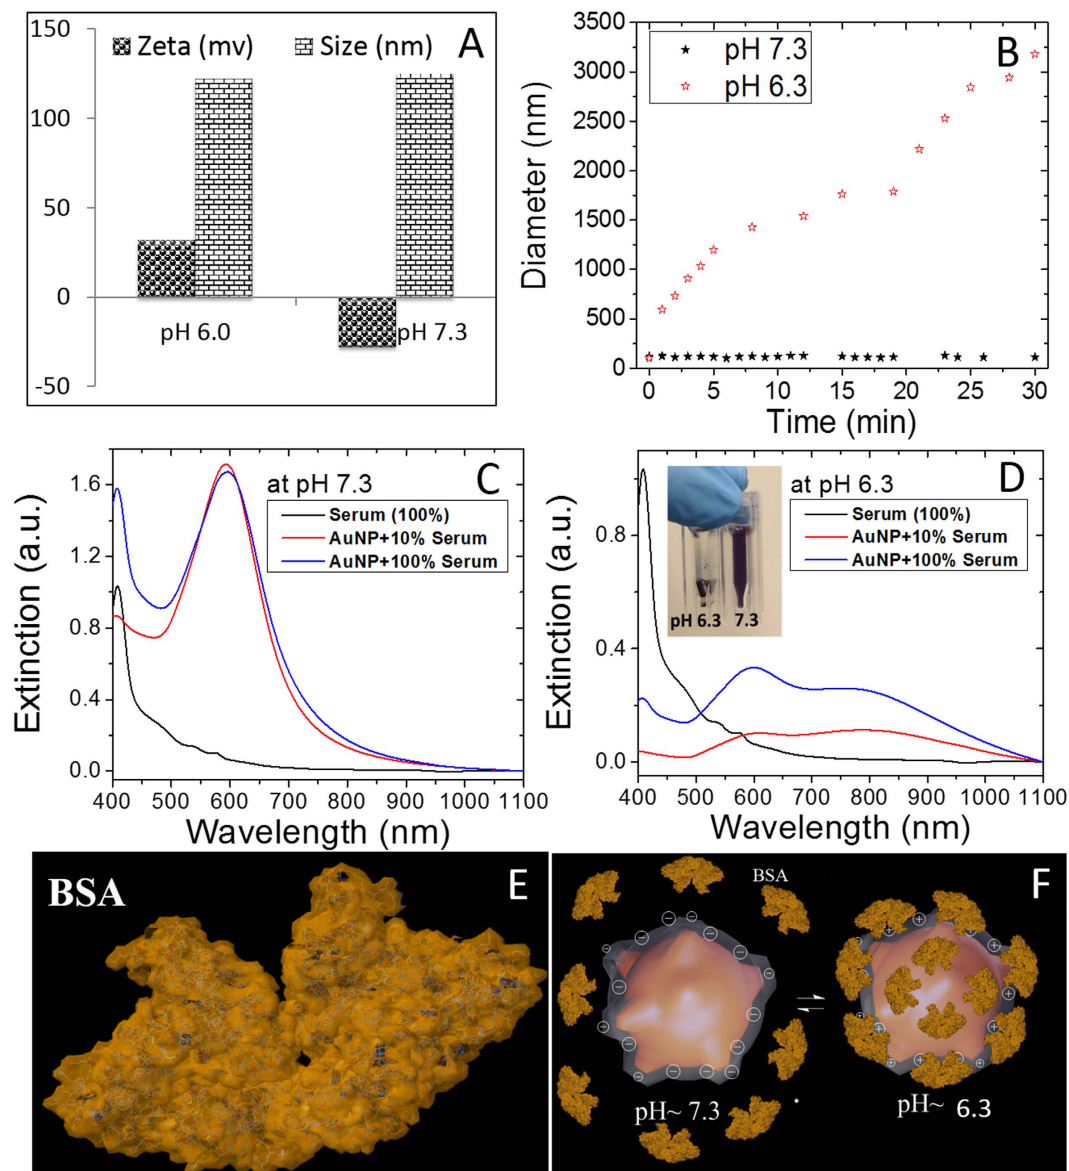 A
Zeta (mv)
Size (nm)
150
100
50
0
-50
pH 6.0
pH 7.3
B
pH 7.3
pH 6.3
Diameter (nm)
3500
3000
2500
2000
1500
1000
500
0
0 5 10 15 20 25 30
Time (min)
C
at pH 7.3
Serum (100%)
AuNP+10% Serum
AuNP+100% Serum
Extinction (a.u.)
1.6
1.2
0.8
0.4
0.0
400 500 600 700 800 900 1000 1100
Wavelength (nm)
D
at pH 6.3
Serum (100%)
AuNP+10% Serum
AuNP+100% Serum
pH 6.3 7.3
Extinction (a.u.)
0.8
0.4
0.0
400 500 600 700 800 900 1000 1100
Wavelength (nm)
BSA
E
BSA
F
pH~ 7.3
pH~ 6.3